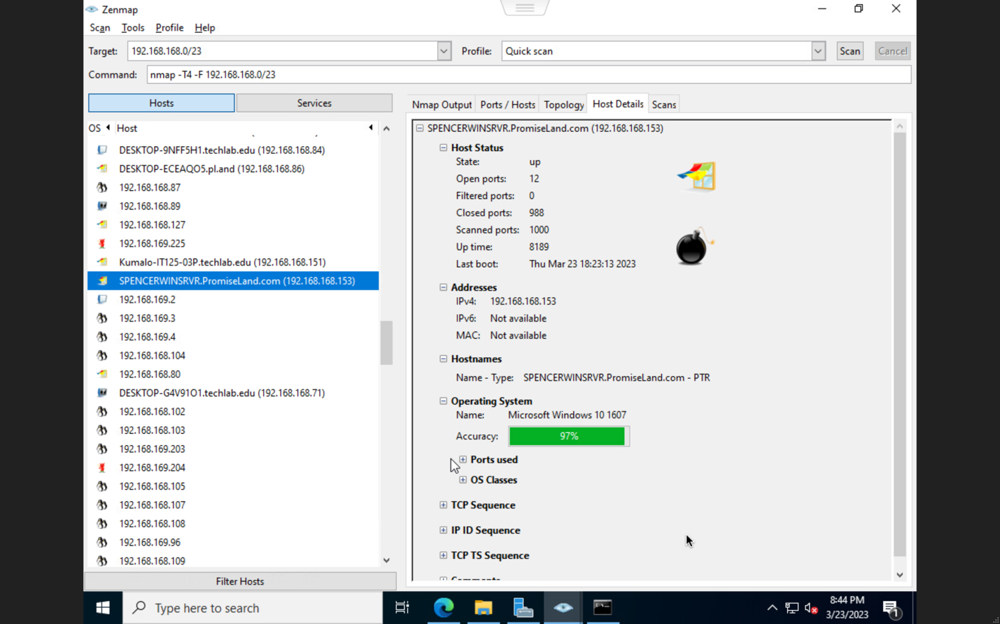 Zenmap
Scan Tools Profile Help
Target: 192.168.168.0/23 Profile: Quick scan Scan Cancel
Command: nmap -T4 -F 192.168.168.0/23
Hosts Services
OS Host
DESKTOP-9NFF5H1.techlab.edu (192.168.168.84)
DESKTOP-ECEAQO5.pl.and (192.168.168.86)
192.168.168.87
192.168.168.89
192.168.168.127
192.168.169.225
Kumalo-IT125-03P.techlab.edu (192.168.168.151)
SPENCERWINSRVR.PromiseLand.com (192.168.168.153)
192.168.169.2
192.168.169.3
192.168.169.4
192.168.168.104
192.168.168.80
DESKTOP-G4V91O1.techlab.edu (192.168.168.71)
192.168.168.102
192.168.168.103
192.168.169.203
192.168.169.204
192.168.168.105
192.168.168.107
192.168.168.108
192.168.169.96
192.168.168.109
Filter Hosts
Nmap Output Ports / Hosts Topology Host Details Scans
SPENCERWINSRVR.PromiseLand.com (192.168.168.153)
Host Status
State: up
Open ports: 12
Filtered ports: 0
Closed ports: 988
Scanned ports: 1000
Up time: 8189
Last boot: Thu Mar 23 18:23:13 2023
Addresses
IPv4: 192.168.168.153
IPv6: Not available
MAC: Not available
Hostnames
Name - Type: SPENCERWINSRVR.PromiseLand.com - PTR
Operating System
Name: Microsoft Windows 10 1607
Accuracy: 97%
Ports used
OS Classes
TCP Sequence
IP ID Sequence
TCP TS Sequence
Comments
Type here to search
8:44 PM
3/23/2023
1